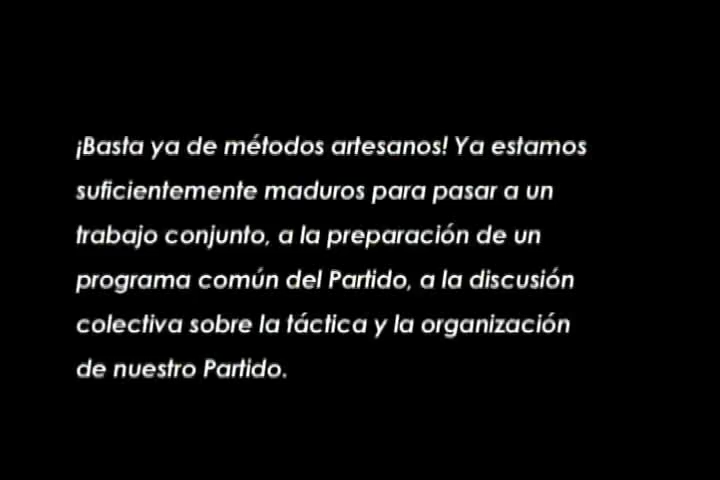 ¡Basta ya de métodos artesanos! Ya estamos
suficientemente maduros para pasar a un
trabajo conjunto, a la preparación de un
programa común del Partido, a la discusión
colectiva sobre la táctica y la organización
de nuestro Partido.